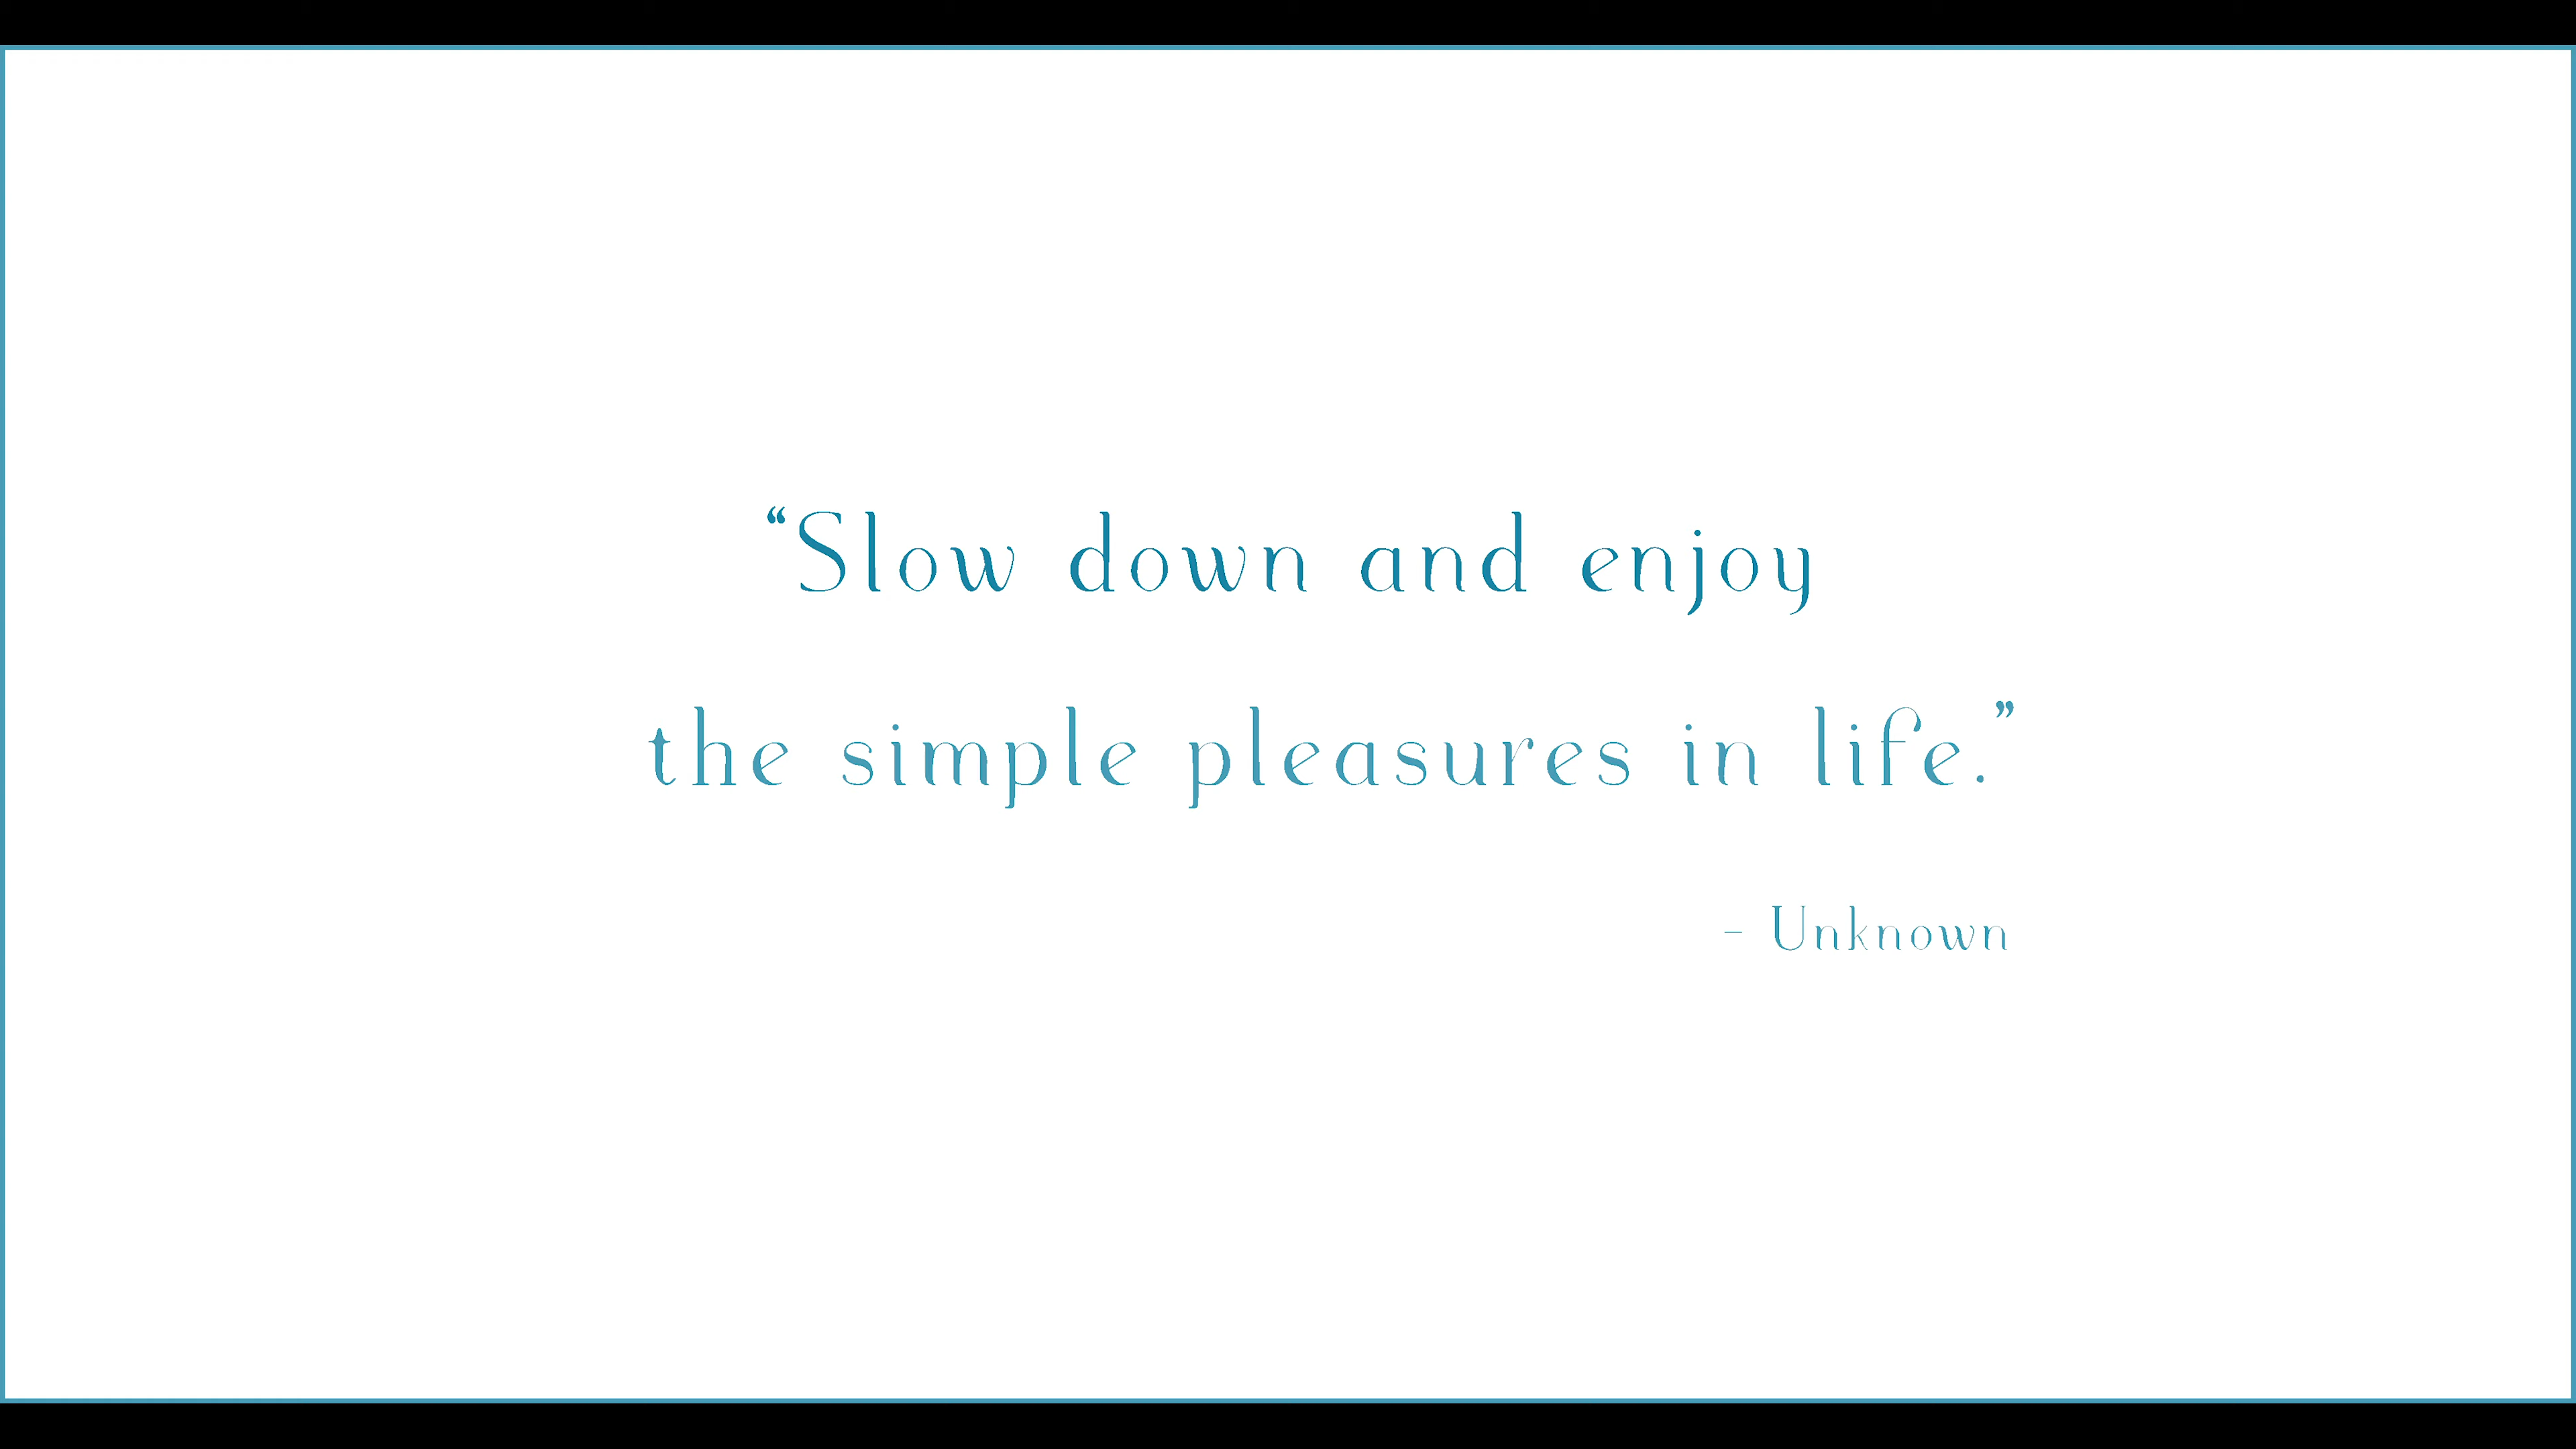 “Slow down and enjoy
the simple pleasures in life.”
- Unknown